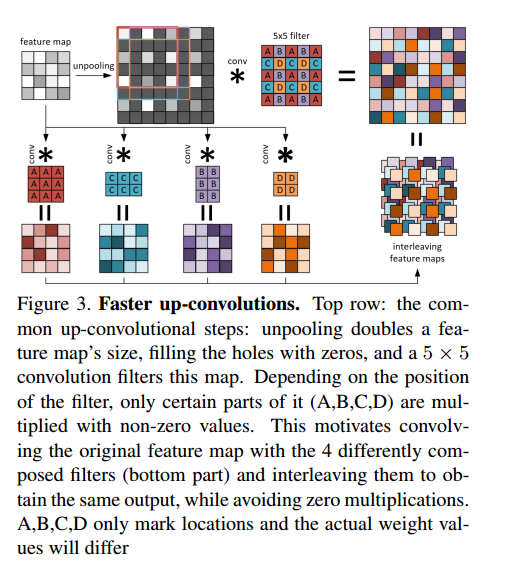 feature map
unpooling
conv
5x5 filter
A B A B A
C D C D C
A B A B A
C D C D C
A B A B A
=
conv
A A A
A A A
A A A
conv
C C C
C C C
conv
B B
B B
B B
conv
D D
D D
interleaving
feature maps
Figure 3. Faster up-convolutions. Top row: the com-
mon up-convolutional steps: unpooling doubles a fea-
ture map's size, filling the holes with zeros, and a 5 × 5
convolution filters this map. Depending on the position
of the filter, only certain parts of it (A,B,C,D) are mul-
tiplied with non-zero values. This motivates convolv-
ing the original feature map with the 4 differently com-
posed filters (bottom part) and interleaving them to ob-
tain the same output, while avoiding zero multiplications.
A,B,C,D only mark locations and the actual weight val-
ues will differ